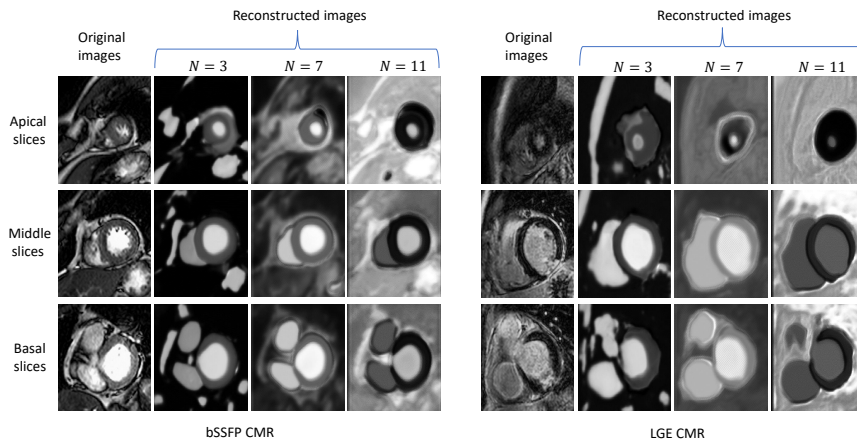 Reconstructed images
Original
images
N = 3
N = 7
N = 11
Apical
slices
Middle
slices
Basal
slices
bSSFP CMR
Reconstructed images
Original
images
N = 3
N = 7
N = 11
LGE CMR